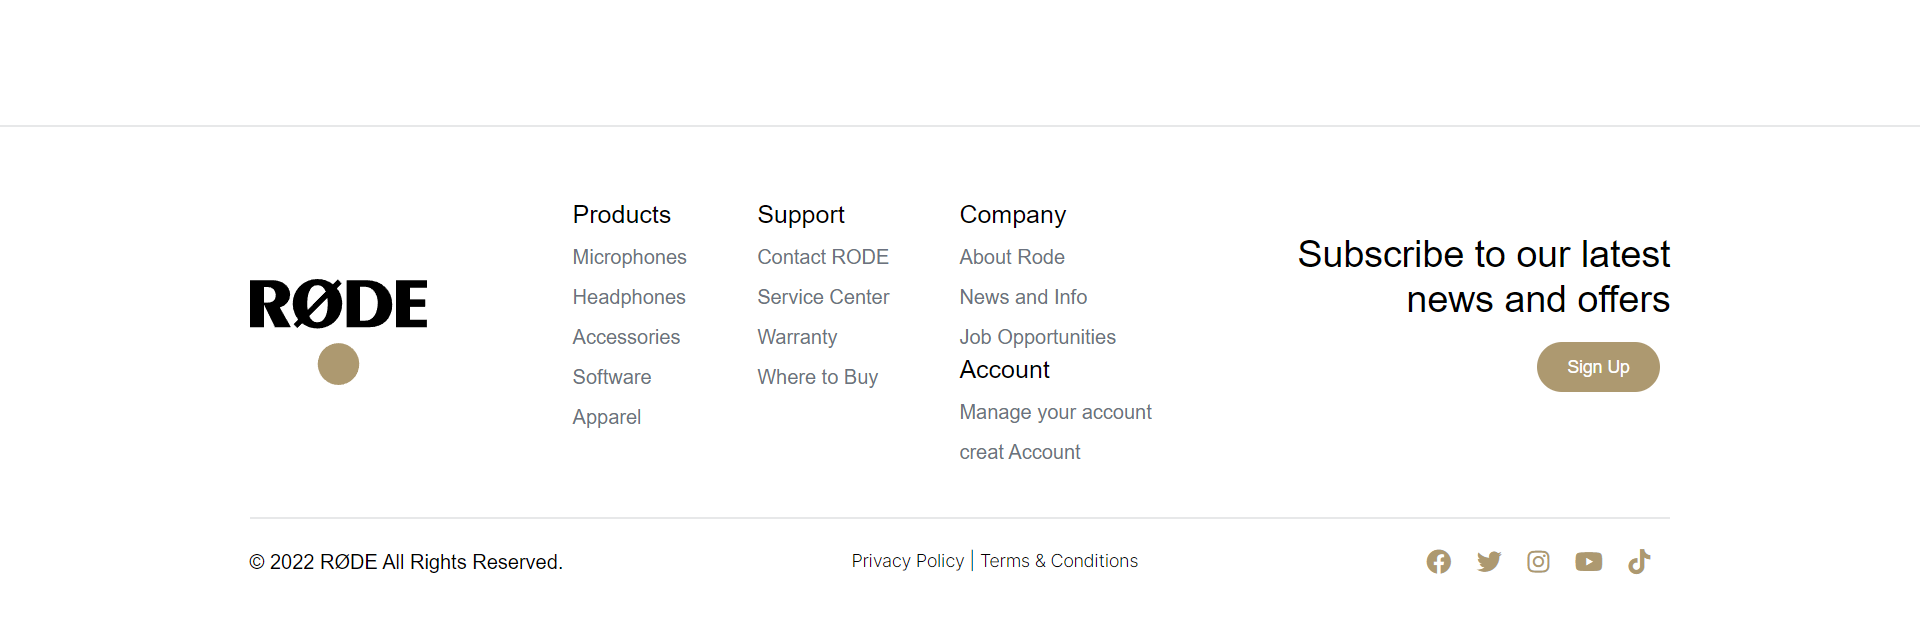 RØDE
Products
Microphones
Headphones
Accessories
Software
Apparel
Support
Contact RODE
Service Center
Warranty
Where to Buy
Company
About Rode
News and Info
Job Opportunities
Account
Manage your account
creat Account
Subscribe to our latest
news and offers
Sign Up
© 2022 RØDE All Rights Reserved.
Privacy Policy | Terms & Conditions